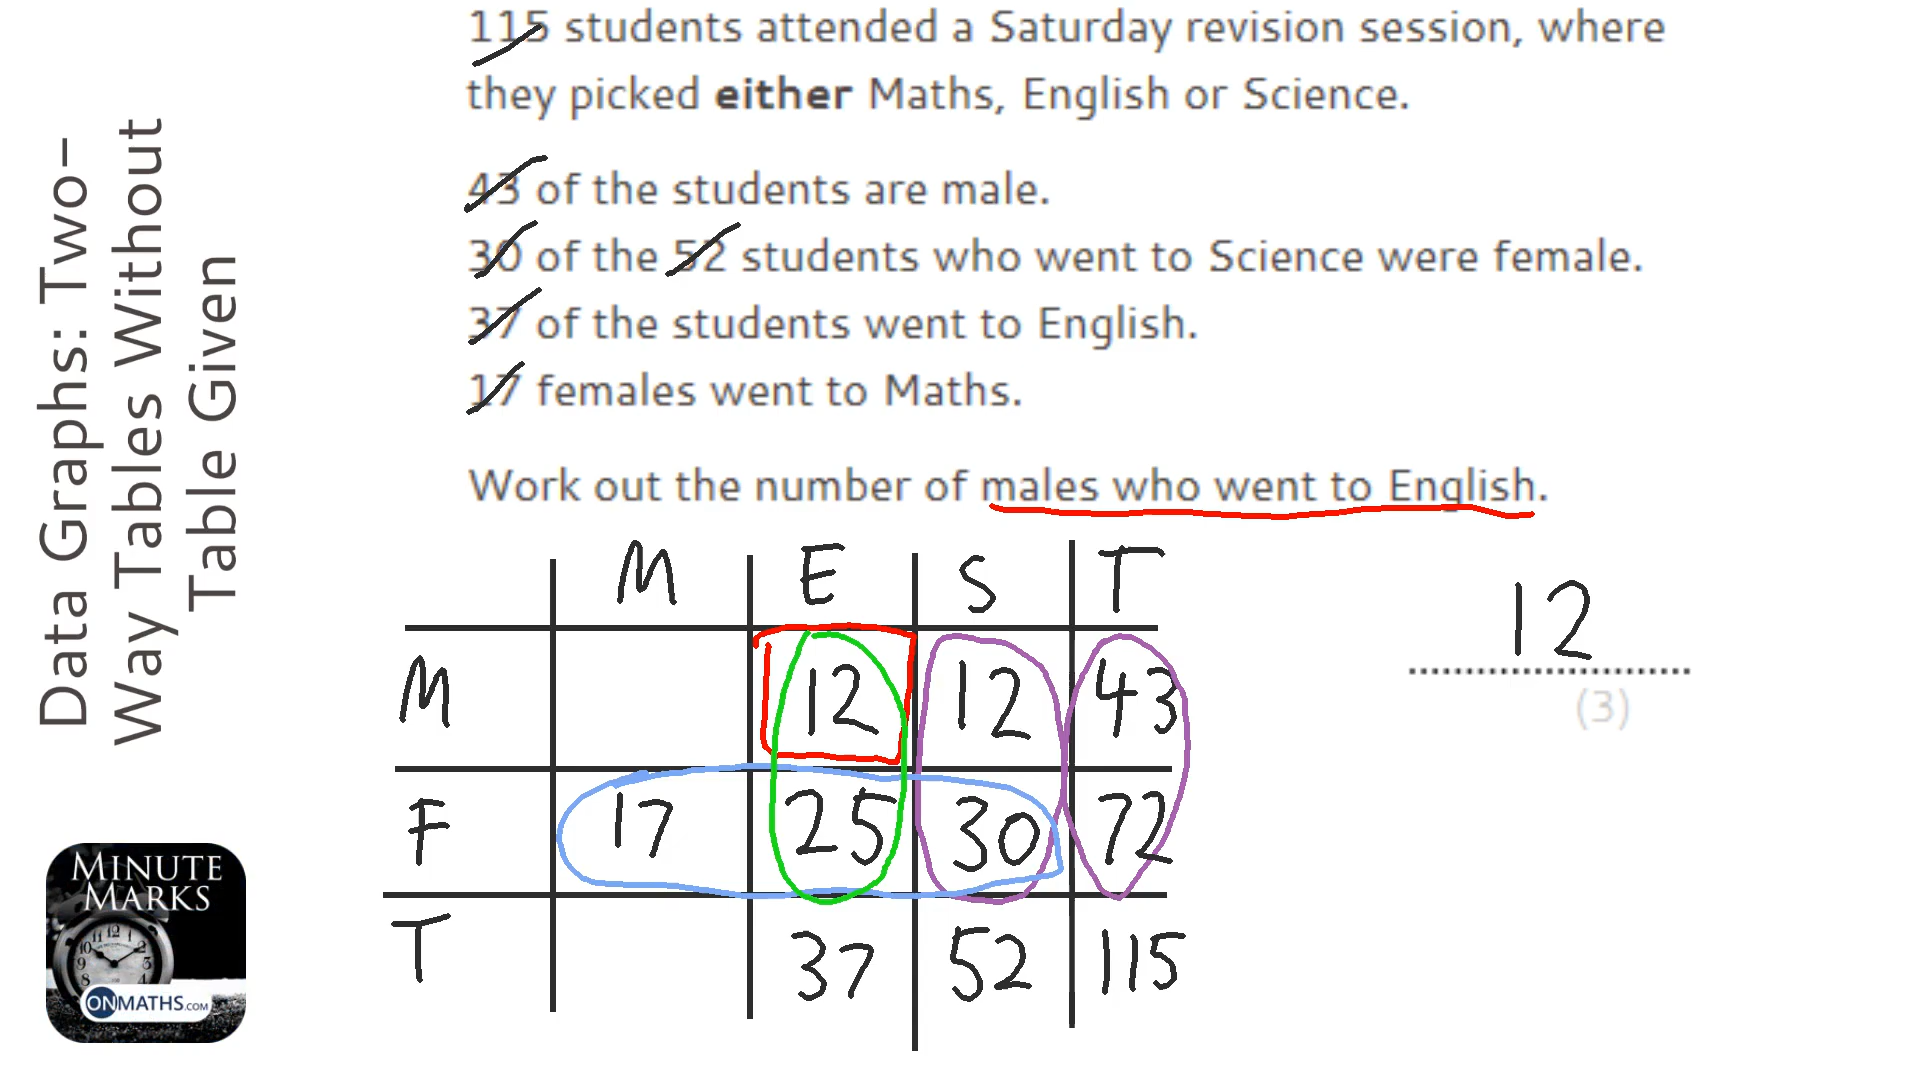 Data Graphs: Two-
Way Tables Without
Table Given
115 students attended a Saturday revision session, where
they picked either Maths, English or Science.
43 of the students are male.
30 of the 52 students who went to Science were female.
37 of the students went to English.
17 females went to Maths.
Work out the number of males who went to English.
M E S T
M 12 12 43
F 17 25 30 72
T 37 52 115
12
(3)
MINUTE
MARKS
ONMATHS.COM